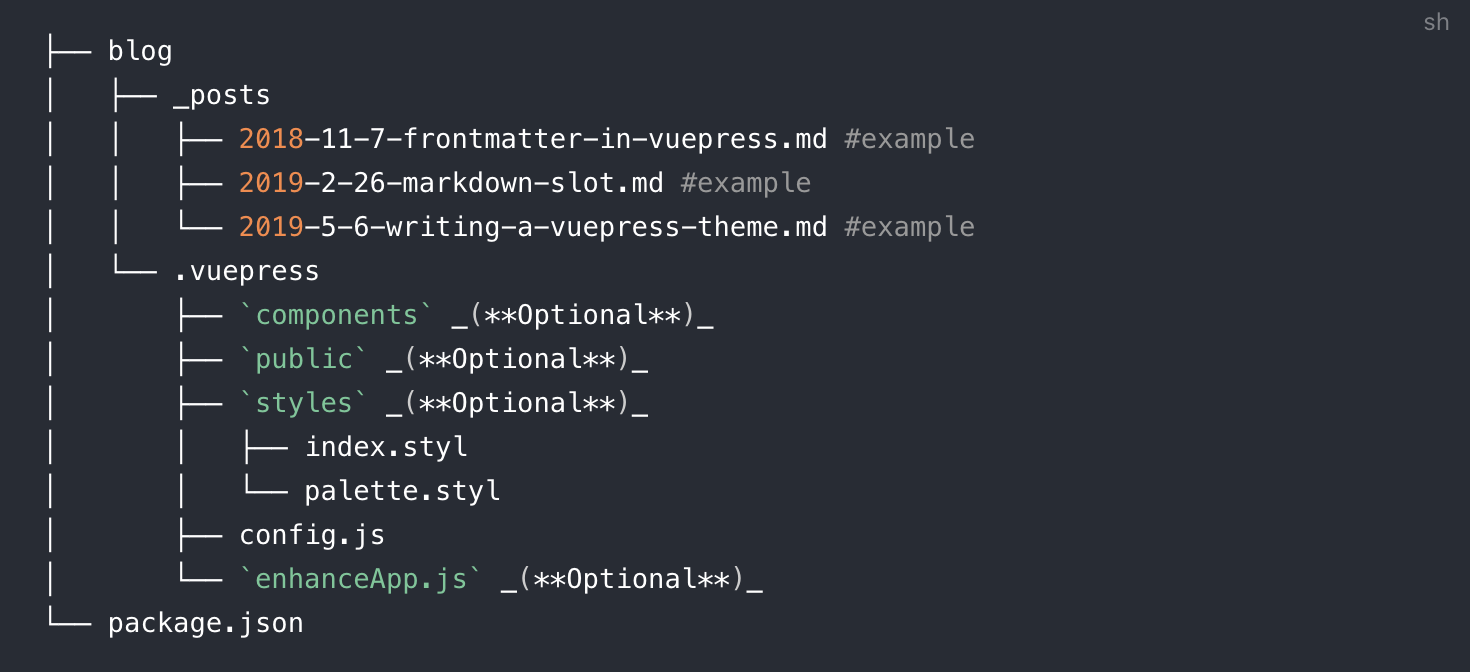 sh
├── blog
│   ├── _posts
│   │   ├── 2018-11-7-frontmatter-in-vuepress.md #example
│   │   ├── 2019-2-26-markdown-slot.md #example
│   │   └── 2019-5-6-writing-a-vuepress-theme.md #example
│   └── .vuepress
│       ├── `components` _(**Optional**)_
│       ├── `public` _(**Optional**)_
│       ├── `styles` _(**Optional**)_
│       │   ├── index.styl
│       │   └── palette.styl
│       ├── config.js
│       └── `enhanceApp.js` _(**Optional**)_
└── package.json